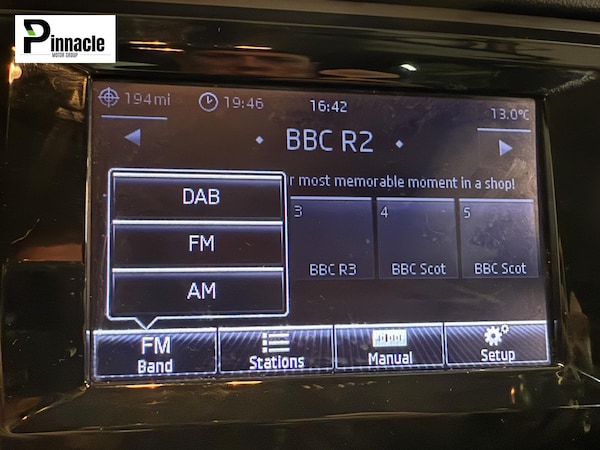 Pinnacle
MOTOR GROUP
194mi 19:46 16:42 13.0°C
BBC R2
r most memorable moment in a shop!
DAB
FM
AM
3 4 5
BBC R3 BBC Scot BBC Scot
FM
Band Stations Manual Setup